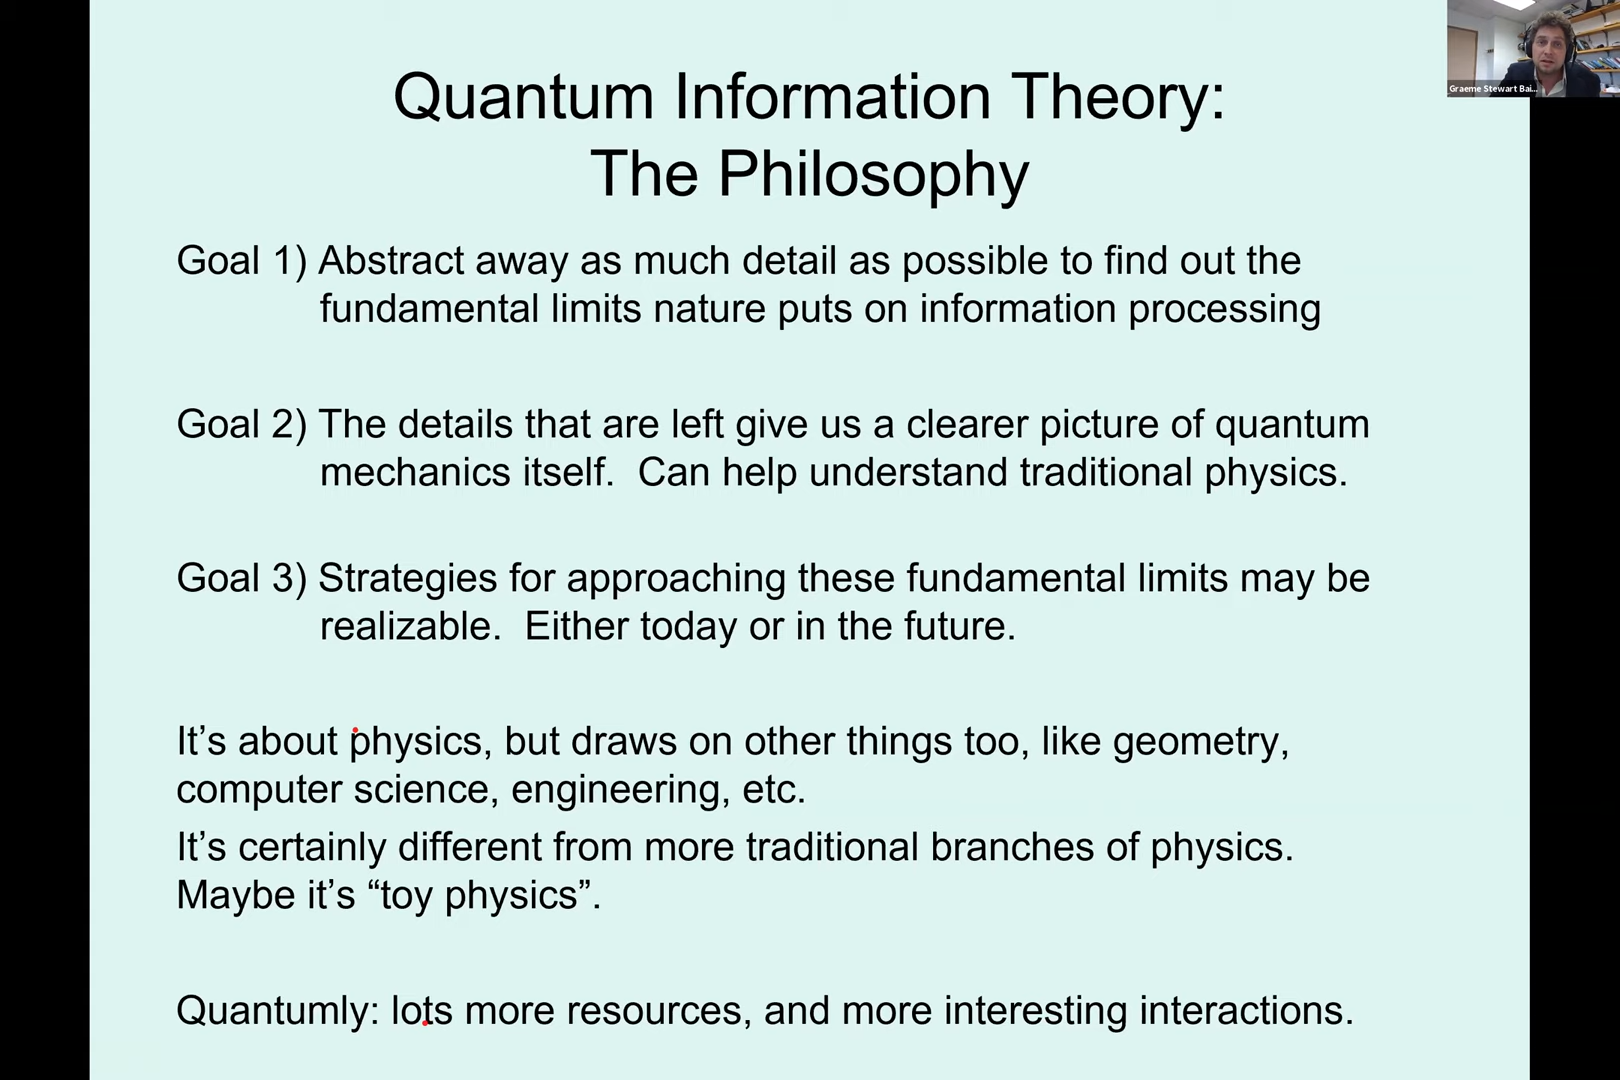 Quantum Information Theory:
The Philosophy
Goal 1) Abstract away as much detail as possible to find out the
fundamental limits nature puts on information processing
Goal 2) The details that are left give us a clearer picture of quantum
mechanics itself.  Can help understand traditional physics.
Goal 3) Strategies for approaching these fundamental limits may be
realizable.  Either today or in the future.
It’s about physics, but draws on other things too, like geometry,
computer science, engineering, etc.
It’s certainly different from more traditional branches of physics.
Maybe it’s “toy physics”.
Quantumly: lots more resources, and more interesting interactions.
Graeme Stewart Bai...